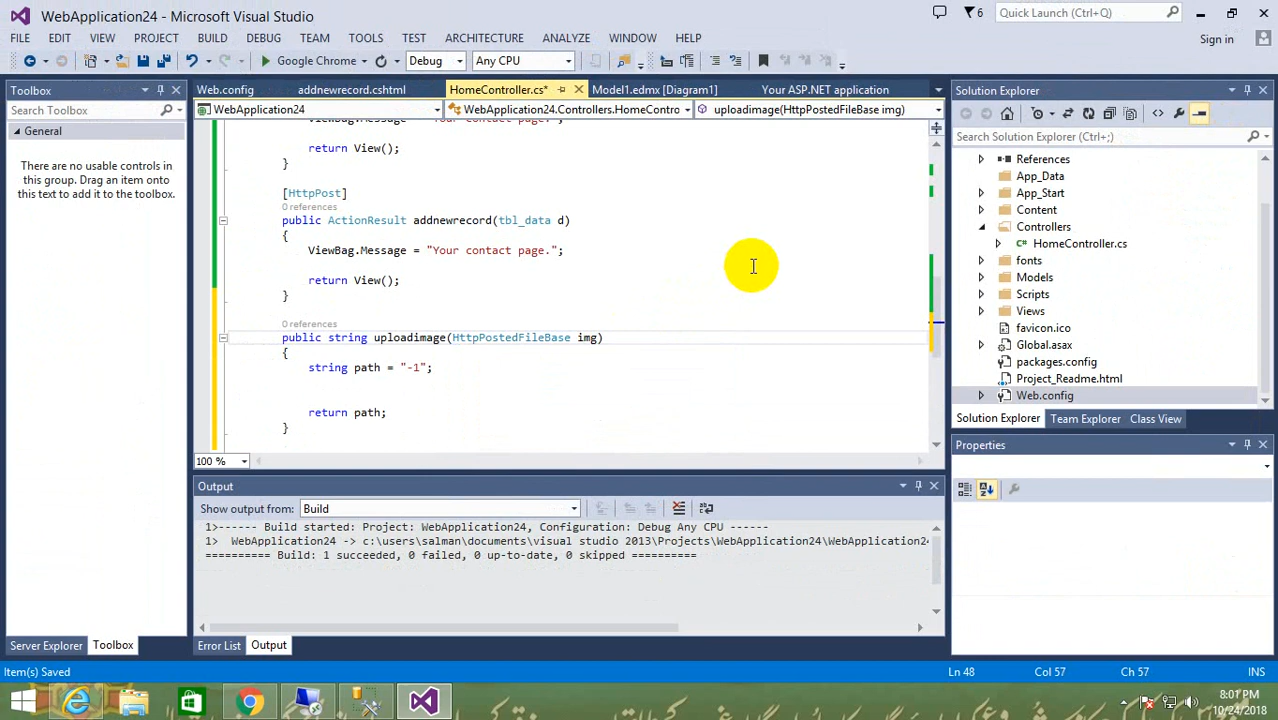 WebApplication24 - Microsoft Visual Studio
6
Quick Launch (Ctrl+Q)
FILE EDIT VIEW PROJECT BUILD DEBUG TEAM TOOLS TEST ARCHITECTURE ANALYZE WINDOW HELP
Sign in
Google Chrome Debug Any CPU
Toolbox
Search Toolbox
General
There are no usable controls in
this group. Drag an item onto
this text to add it to the toolbox.
Server Explorer Toolbox
Web.config addnewrecord.cshtml HomeController.cs* Model1.edmx [Diagram1] Your ASP.NET application
WebApplication24 WebApplication24.Controllers.HomeContro uploadimage(HttpPostedFileBase img)
ViewBag.Message = "Your contact page.";
return View();
}
[HttpPost]
0 references
public ActionResult addnewrecord(tbl_data d)
{
ViewBag.Message = "Your contact page.";
return View();
}
0 references
public string uploadimage(HttpPostedFileBase img)
{
string path = "-1";
return path;
}
100 %
Output
Show output from: Build
1>------ Build started: Project: WebApplication24, Configuration: Debug Any CPU ------
1> WebApplication24 -> c:\users\salman\documents\visual studio 2013\Projects\WebApplication24\WebApplication24
========== Build: 1 succeeded, 0 failed, 0 up-to-date, 0 skipped ==========
Error List Output
Solution Explorer
Search Solution Explorer (Ctrl+;)
References
App_Data
App_Start
Content
Controllers
C# HomeController.cs
fonts
Models
Scripts
Views
favicon.ico
Global.asax
packages.config
Project_Readme.html
Web.config
Solution Explorer Team Explorer Class View
Properties
Item(s) Saved Ln 48 Col 57 Ch 57 INS
8:01 PM
10/24/2018